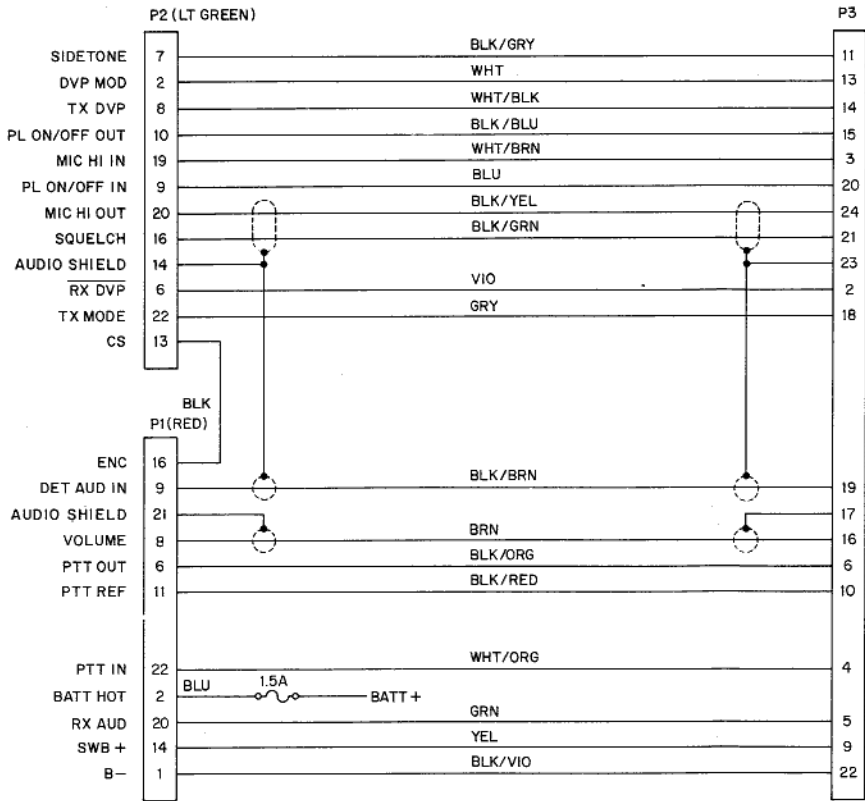 P2 (LT GREEN) P3
SIDETONE 7 BLK/GRY 11
DVP MOD 2 WHT 13
TX DVP 8 WHT/BLK 14
PL ON/OFF OUT 10 BLK/BLU 15
MIC HI IN 19 WHT/BRN 3
PL ON/OFF IN 9 BLU 20
MIC HI OUT 20 BLK/YEL 24
SQUELCH 16 BLK/GRN 21
AUDIO SHIELD 14 23
RX DVP 6 VIO 2
TX MODE 22 GRY 18
CS 13
BLK
P1(RED)
ENC 16
DET AUD IN 9 BLK/BRN 19
AUDIO SHIELD 21 17
VOLUME 8 BRN 16
PTT OUT 6 BLK/ORG 6
PTT REF 11 BLK/RED 10
PTT IN 22 WHT/ORG 4
BATT HOT 2 BLU 1.5A BATT +
RX AUD 20 GRN 5
SWB + 14 YEL 9
B- 1 BLK/VIO 22